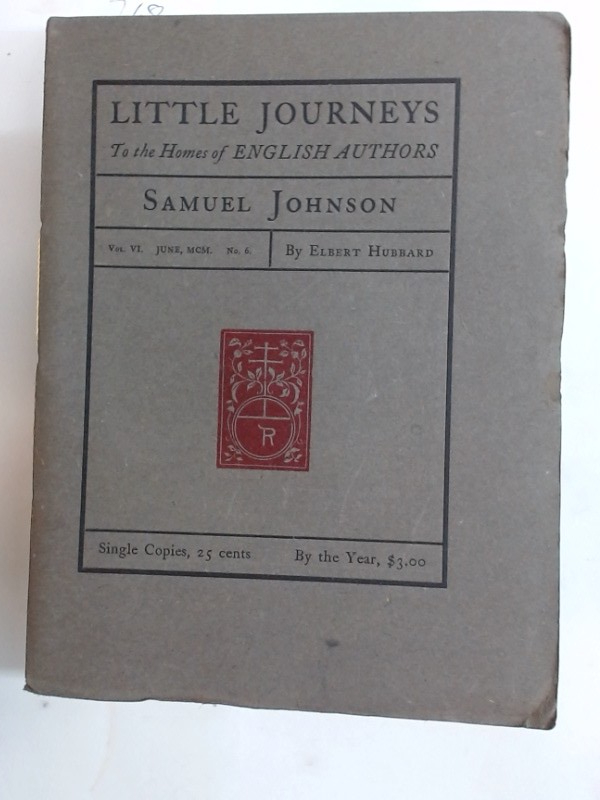 LITTLE JOURNEYS
To the Homes of ENGLISH AUTHORS
SAMUEL JOHNSON
VOL. VI. JUNE, MCM. No. 6.
By ELBERT HUBBARD
R
Single Copies, 25 cents
By the Year, $3.00